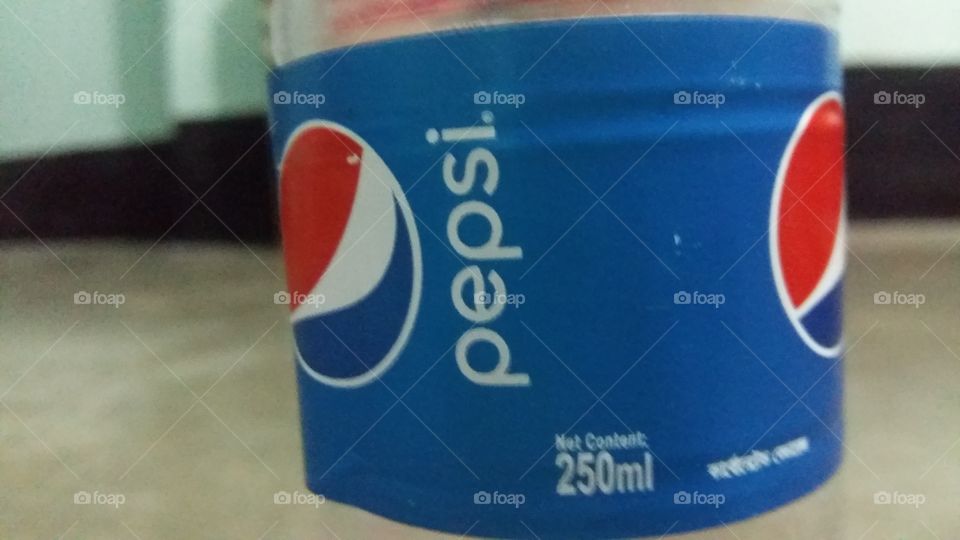 pepsi.
Net Content:
250ml